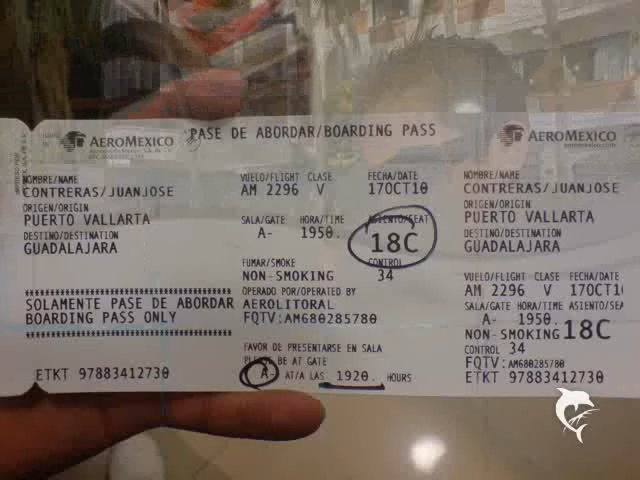 AEROMEXICO
PASE DE ABORDAR/BOARDING PASS
NOMBRE/NAME
CONTRERAS/JUANJOSE
ORIGEN/ORIGIN
PUERTO VALLARTA
DESTINO/DESTINATION
GUADALAJARA
SOLAMENTE PASE DE ABORDAR
BOARDING PASS ONLY
ETKT 97883412730
VUELO/FLIGHT CLASE FECHA/DATE
AM 2296 V 17OCT10
SALA/GATE HORA/TIME ASIENTO/SEAT
A- 1950. 18C
FUMAR/SMOKE CONTROL
NON-SMOKING 34
OPERADO POR/OPERATED BY
AEROLITORAL
FQTV:AM680285780
FAVOR DE PRESENTARSE EN SALA
PLEASE BE AT GATE
A- AT/A LAS 1920. HOURS
AEROMEXICO
aeromexico.com
NOMBRE/NAME
CONTRERAS/JUANJOSE
ORIGEN/ORIGIN
PUERTO VALLARTA
DESTINO/DESTINATION
GUADALAJARA
VUELO/FLIGHT CLASE FECHA/DATE
AM 2296 V 17OCT1
SALA/GATE HORA/TIME ASIENTO/SE
A- 1950. 18C
NON-SMOKING
CONTROL 34
FQTV: AM680285780
ETKT 97883412730